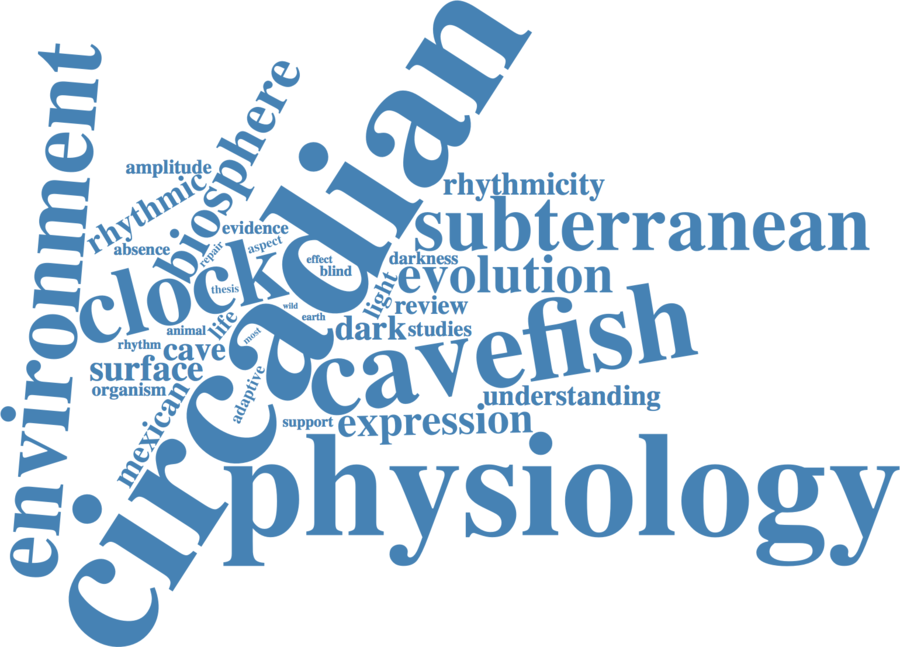 circadian
environment
biosphere
amplitude
rhythmic
rhythmicity
subterranean
evidence
absence
repair
aspect
clock
effect
blind
darkness
evolution
thesis
light
wild
earth
review
life
animal
most
dark
studies
rhythm
cave
cavefish
surface
organism
adaptive
understanding
mexican
support
expression
physiology